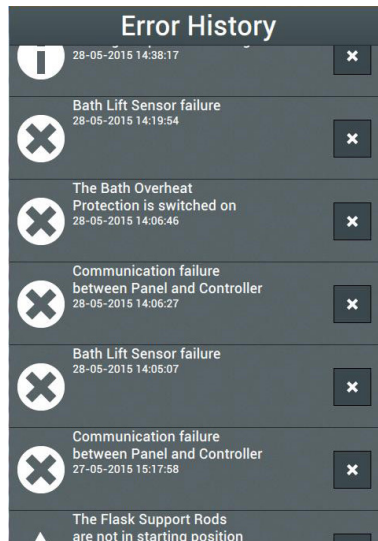 Error History
28-05-2015 14:38:17
Bath Lift Sensor failure
28-05-2015 14:19:54
The Bath Overheat
Protection is switched on
28-05-2015 14:06:46
Communication failure
between Panel and Controller
28-05-2015 14:06:27
Bath Lift Sensor failure
28-05-2015 14:05:07
Communication failure
between Panel and Controller
27-05-2015 15:17:58
The Flask Support Rods
are not in starting position